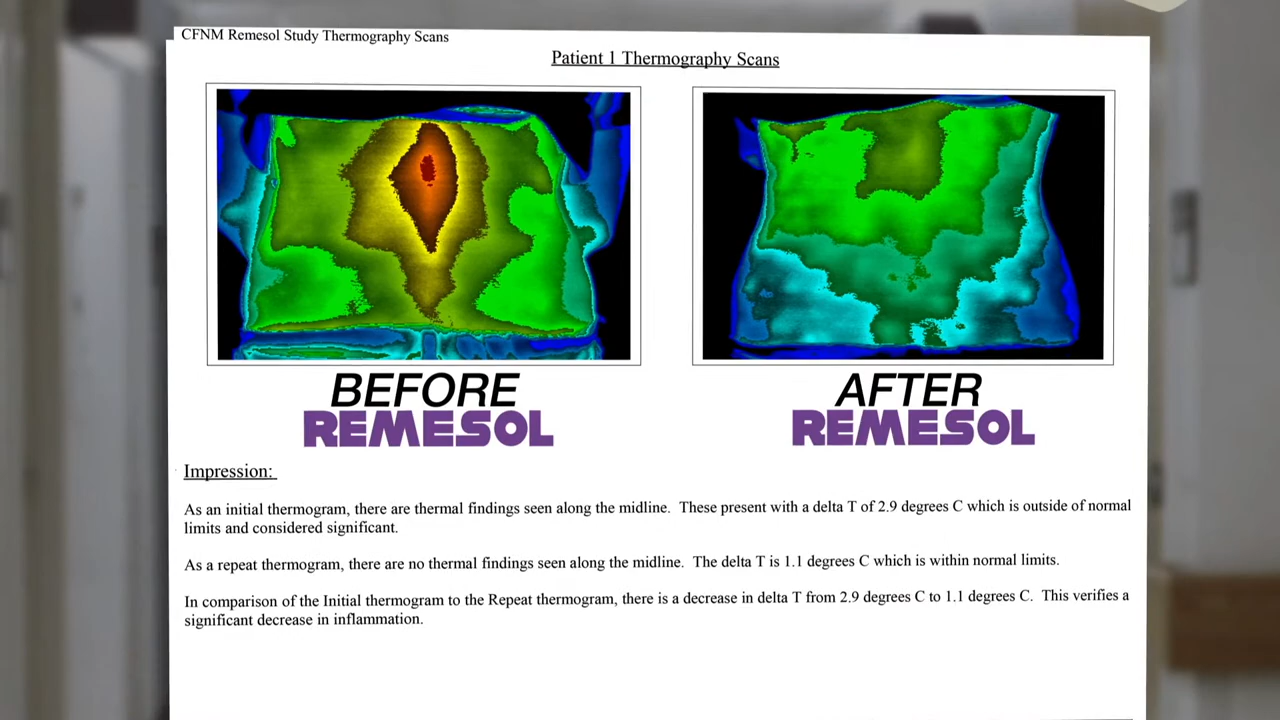 CFNM Remesol Study Thermography Scans
Patient 1 Thermography Scans
BEFORE
REMESOL
AFTER
REMESOL
Impression:
As an initial thermogram, there are thermal findings seen along the midline. These present with a delta T of 2.9 degrees C which is outside of normal
limits and considered significant.
As a repeat thermogram, there are no thermal findings seen along the midline. The delta T is 1.1 degrees C which is within normal limits.
In comparison of the Initial thermogram to the Repeat thermogram, there is a decrease in delta T from 2.9 degrees C to 1.1 degrees C. This verifies a
significant decrease in inflammation.